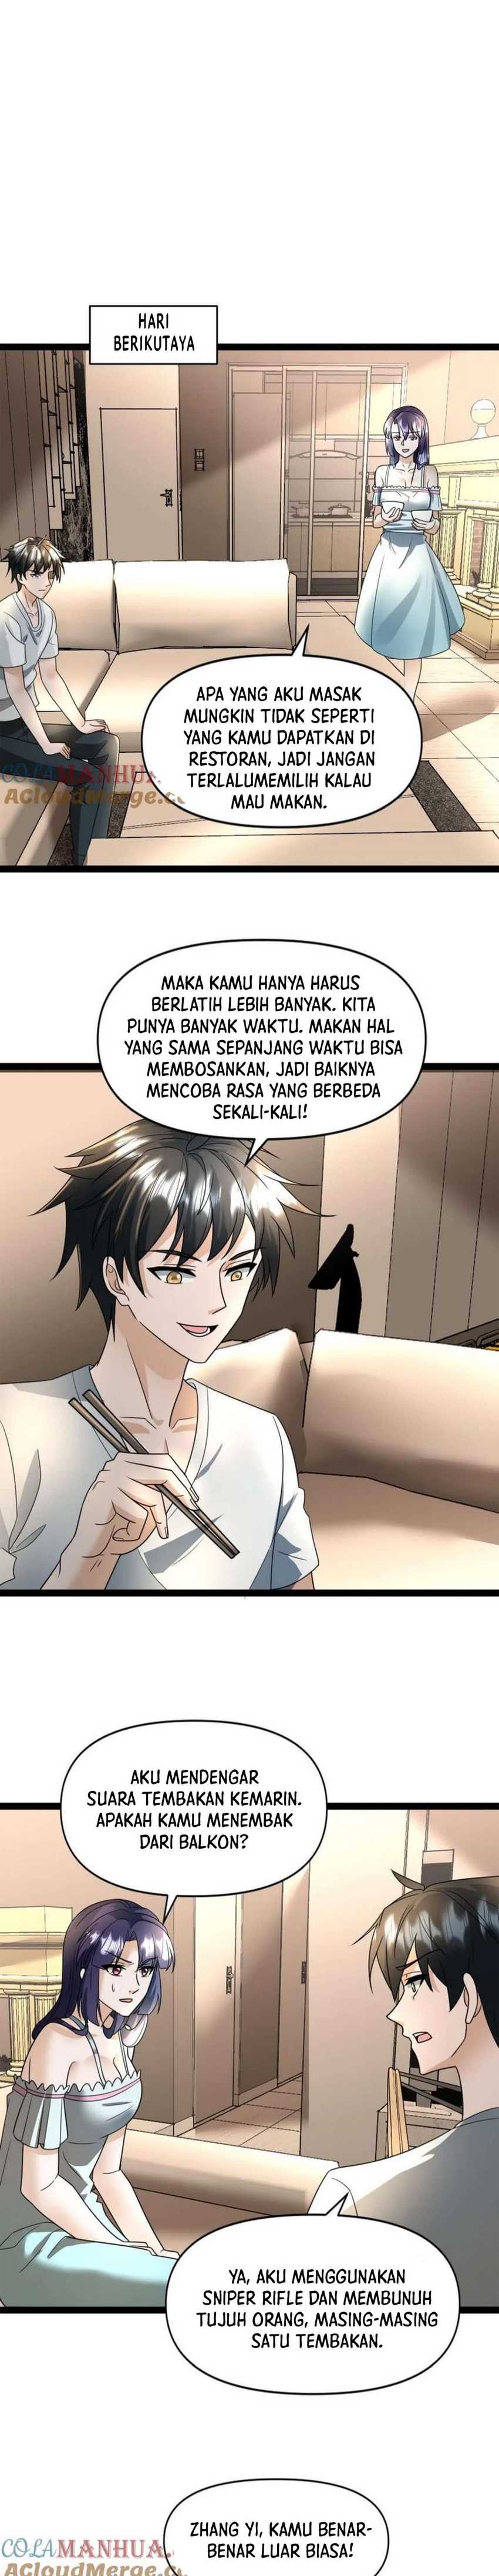 HARI
BERIKUTAYA
APA YANG AKU MASAK
MUNGKIN TIDAK SEPERTI
YANG KAMU DAPATKAN DI
RESTORAN, JADI JANGAN
TERLALUMEMILIH KALAU
MAU MAKAN.
COLAMANHUA.
AcloudMerge.co
MAKA KAMU HANYA HARUS
BERLATIH LEBIH BANYAK. KITA
PUNYA BANYAK WAKTU. MAKAN HAL
YANG SAMA SEPANJANG WAKTU BISA
MEMBOSANKAN, JADI BAIKNYA
MENCOBA RASA YANG BERBEDA
SEKALI-KALI!
AKU MENDENGAR
SUARA TEMBAKAN KEMARIN.
APAKAH KAMU MENEMBAK
DARI BALKON?
YA, AKU MENGGUNAKAN
SNIPER RIFLE DAN MEMBUNUH
TUJUH ORANG, MASING-MASING
SATU TEMBAKAN.
ZHANG YI, KAMU BENAR-
BENAR LUAR BIASA!
COLAMANHUA.
AcloudMerge.co